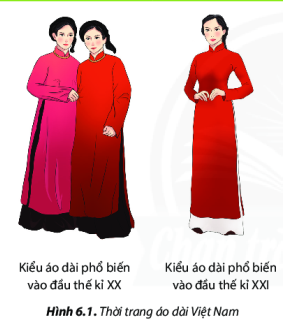 Kiểu áo dài phổ biến
vào đầu thế kỉ XX
Kiểu áo dài phổ biến
vào đầu thế kỉ XXI
Hình 6.1. Thời trang áo dài Việt Nam